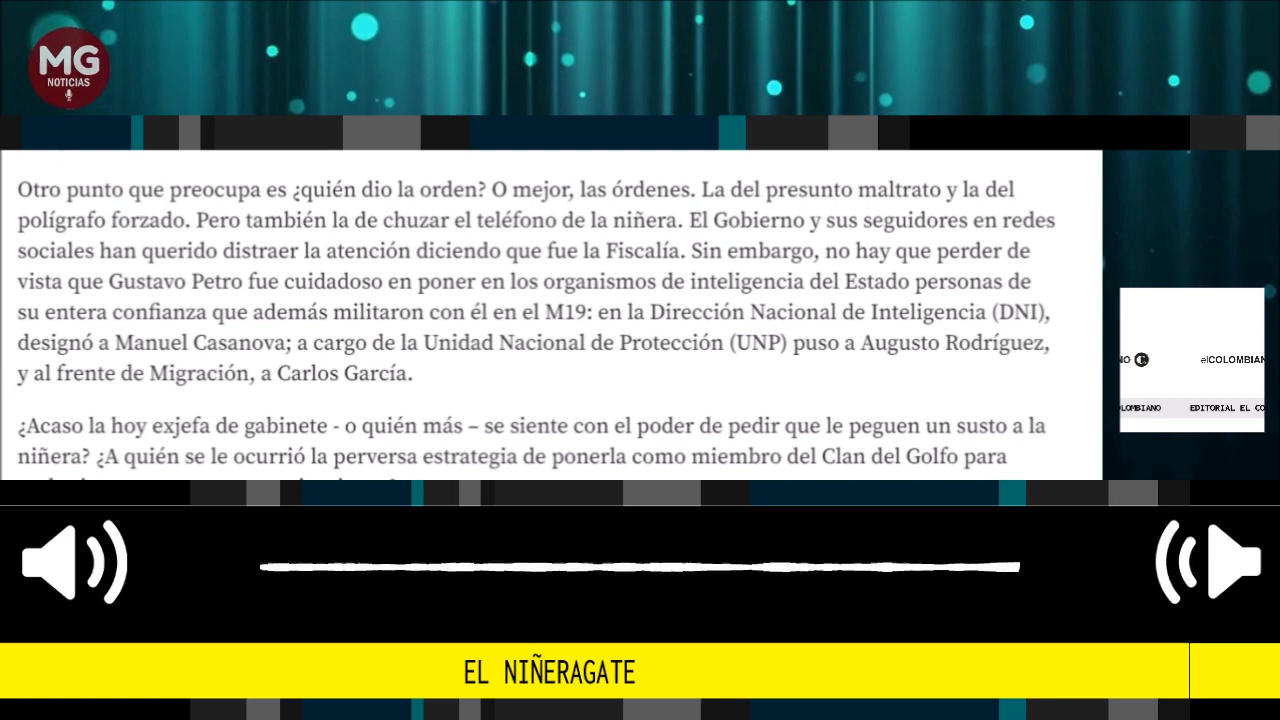 MG
NOTICIAS
Otro punto que preocupa es ¿quién dio la orden? O mejor, las órdenes. La del presunto maltrato y la del
polígrafo forzado. Pero también la de chuzar el teléfono de la niñera. El Gobierno y sus seguidores en redes
sociales han querido distraer la atención diciendo que fue la Fiscalía. Sin embargo, no hay que perder de
vista que Gustavo Petro fue cuidadoso en poner en los organismos de inteligencia del Estado personas de
su entera confianza que además militaron con él en el M19: en la Dirección Nacional de Inteligencia (DNI),
designó a Manuel Casanova; a cargo de la Unidad Nacional de Protección (UNP) puso a Augusto Rodríguez,
y al frente de Migración, a Carlos García.
¿Acaso la hoy exjefa de gabinete - o quién más – se siente con el poder de pedir que le peguen un susto a la
niñera? ¿A quién se le ocurrió la perversa estrategia de ponerla como miembro del Clan del Golfo para
NO C elCOLOMBIAN
LOMBIANO EDITORIAL EL CO
EL NIÑERAGATE